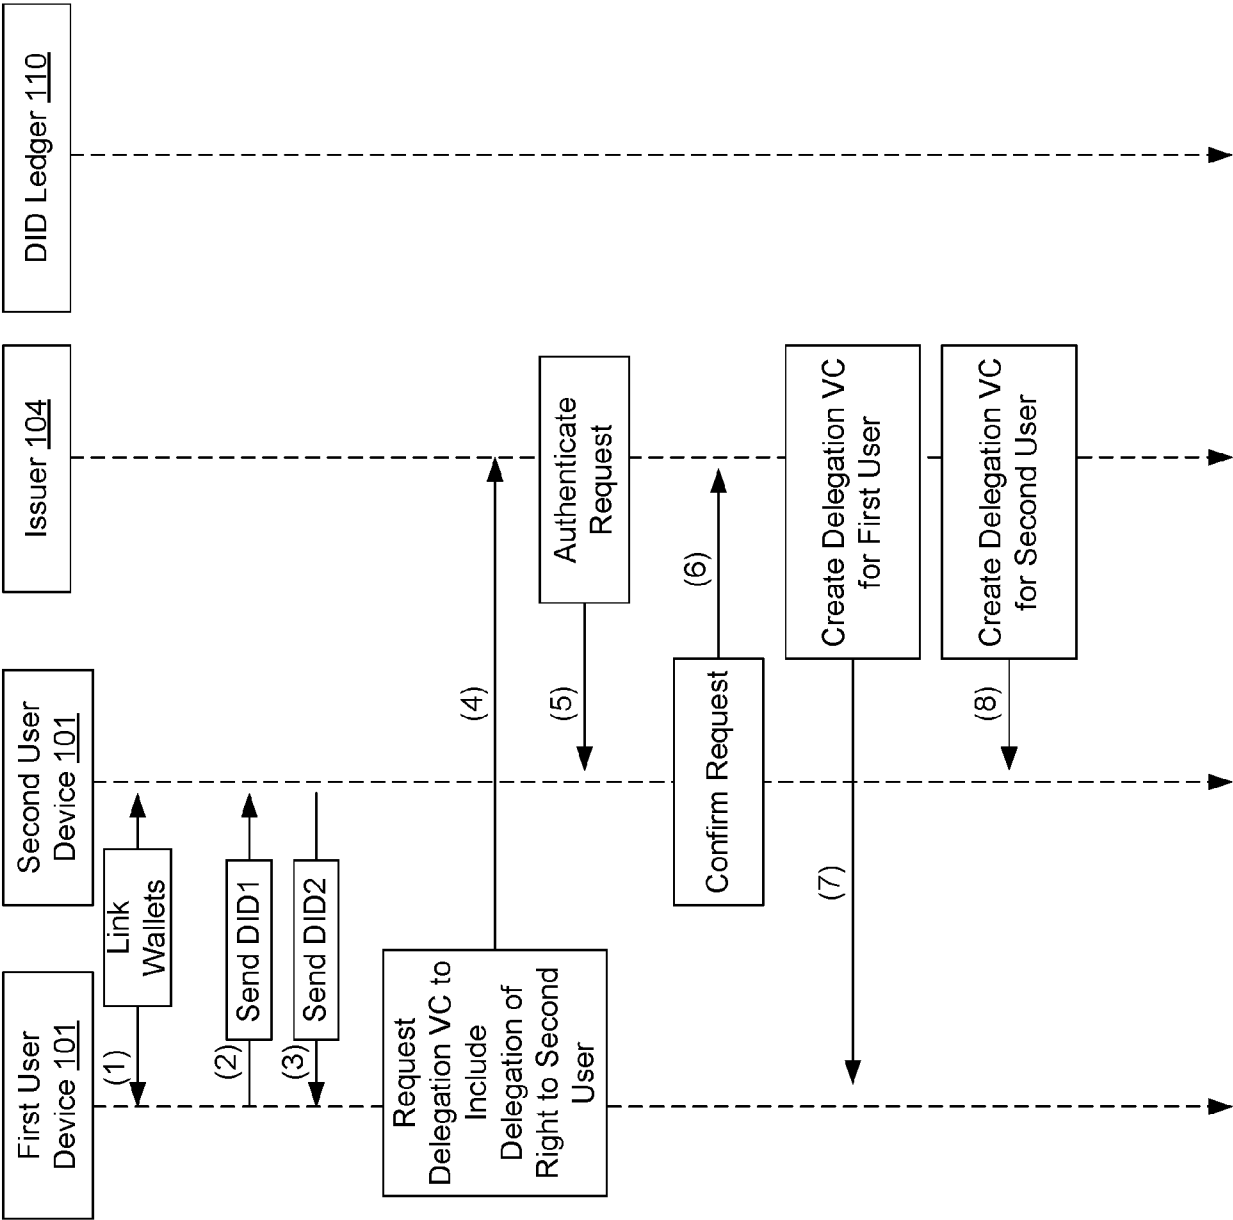 First User
Device 101
Second User
Device 101
Issuer 104
DID Ledger 110
(1)
Link
Wallets
(2)
Send DID1
(3)
Send DID2
Request
Delegation VC to
Include
Delegation of
Right to Second
User
(4)
Authenticate
Request
(5)
Confirm Request
(6)
Create Delegation VC
for First User
(7)
Create Delegation VC
for Second User
(8)